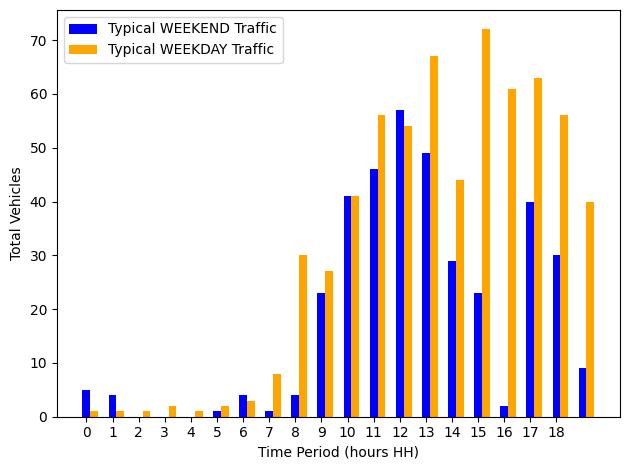 Typical WEEKEND Traffic
Typical WEEKDAY Traffic
70
60
50
40
30
20
10
0
Total Vehicles
0 1 2 3 4 5 6 7 8 9 10 11 12 13 14 15 16 17 18
Time Period (hours HH)